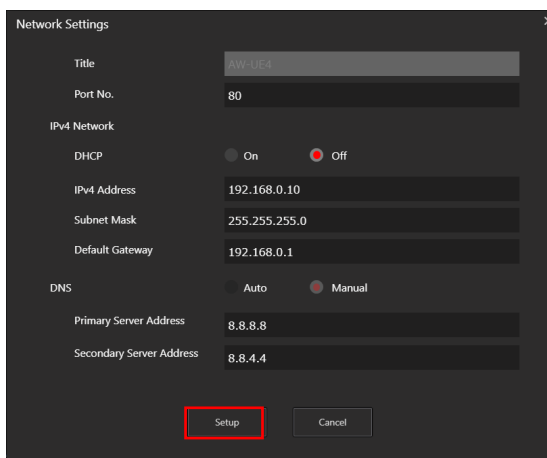 Network Settings
Title AW-UE4
Port No. 80
IPv4 Network
DHCP On Off
IPv4 Address 192.168.0.10
Subnet Mask 255.255.255.0
Default Gateway 192.168.0.1
DNS Auto Manual
Primary Server Address 8.8.8.8
Secondary Server Address 8.8.4.4
Setup Cancel